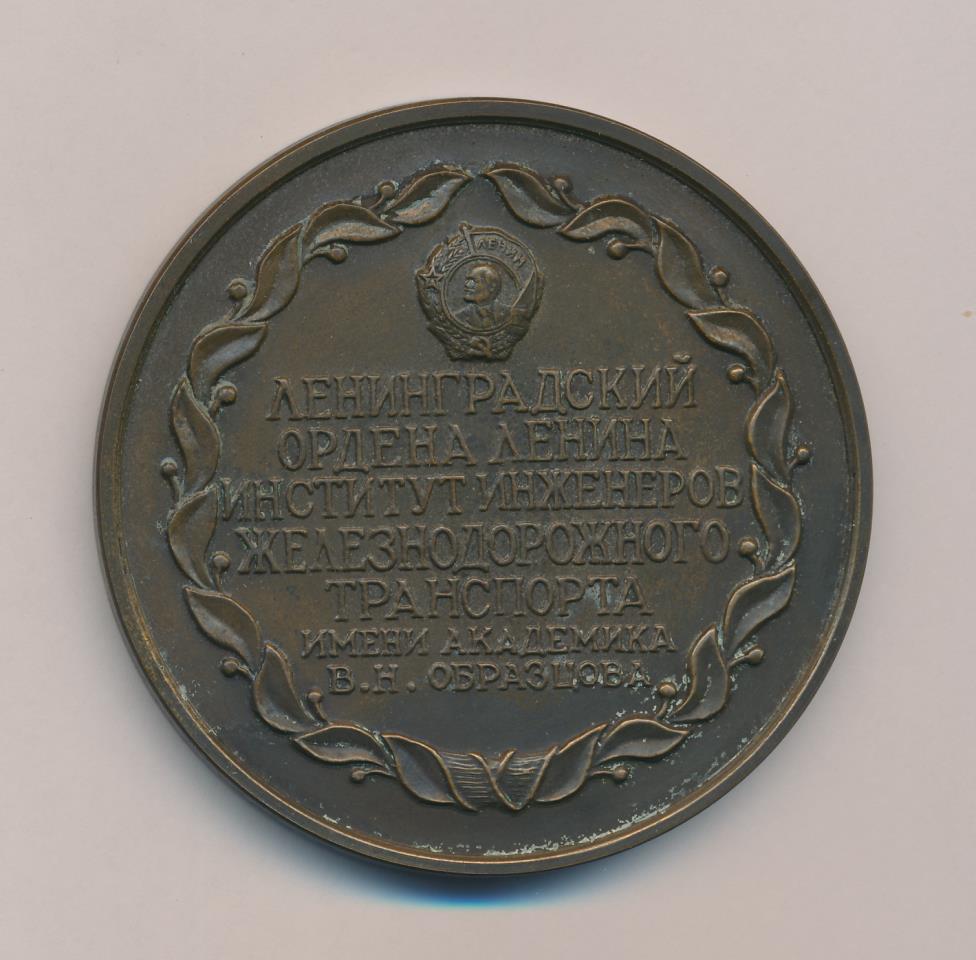 ЛЕНИН
ЛЕНИНГРАДСКИЙ
ОРДЕНА ЛЕНИНА
ИНСТИТУТ ИНЖЕНЕРОВ
ЖЕЛЕЗНОДОРОЖНОГО
ТРАНСПОРТА
ИМЕНИ АКАДЕМИКА
В.Н. ОБРАЗЦОВА